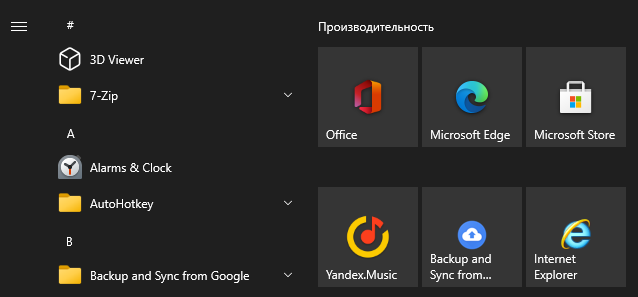 #
3D Viewer
7-Zip
A
Alarms & Clock
AutoHotkey
B
Backup and Sync from Google
Производительность
Office
Microsoft Edge
Microsoft Store
Yandex.Music
Backup and
Sync from...
Internet
Explorer